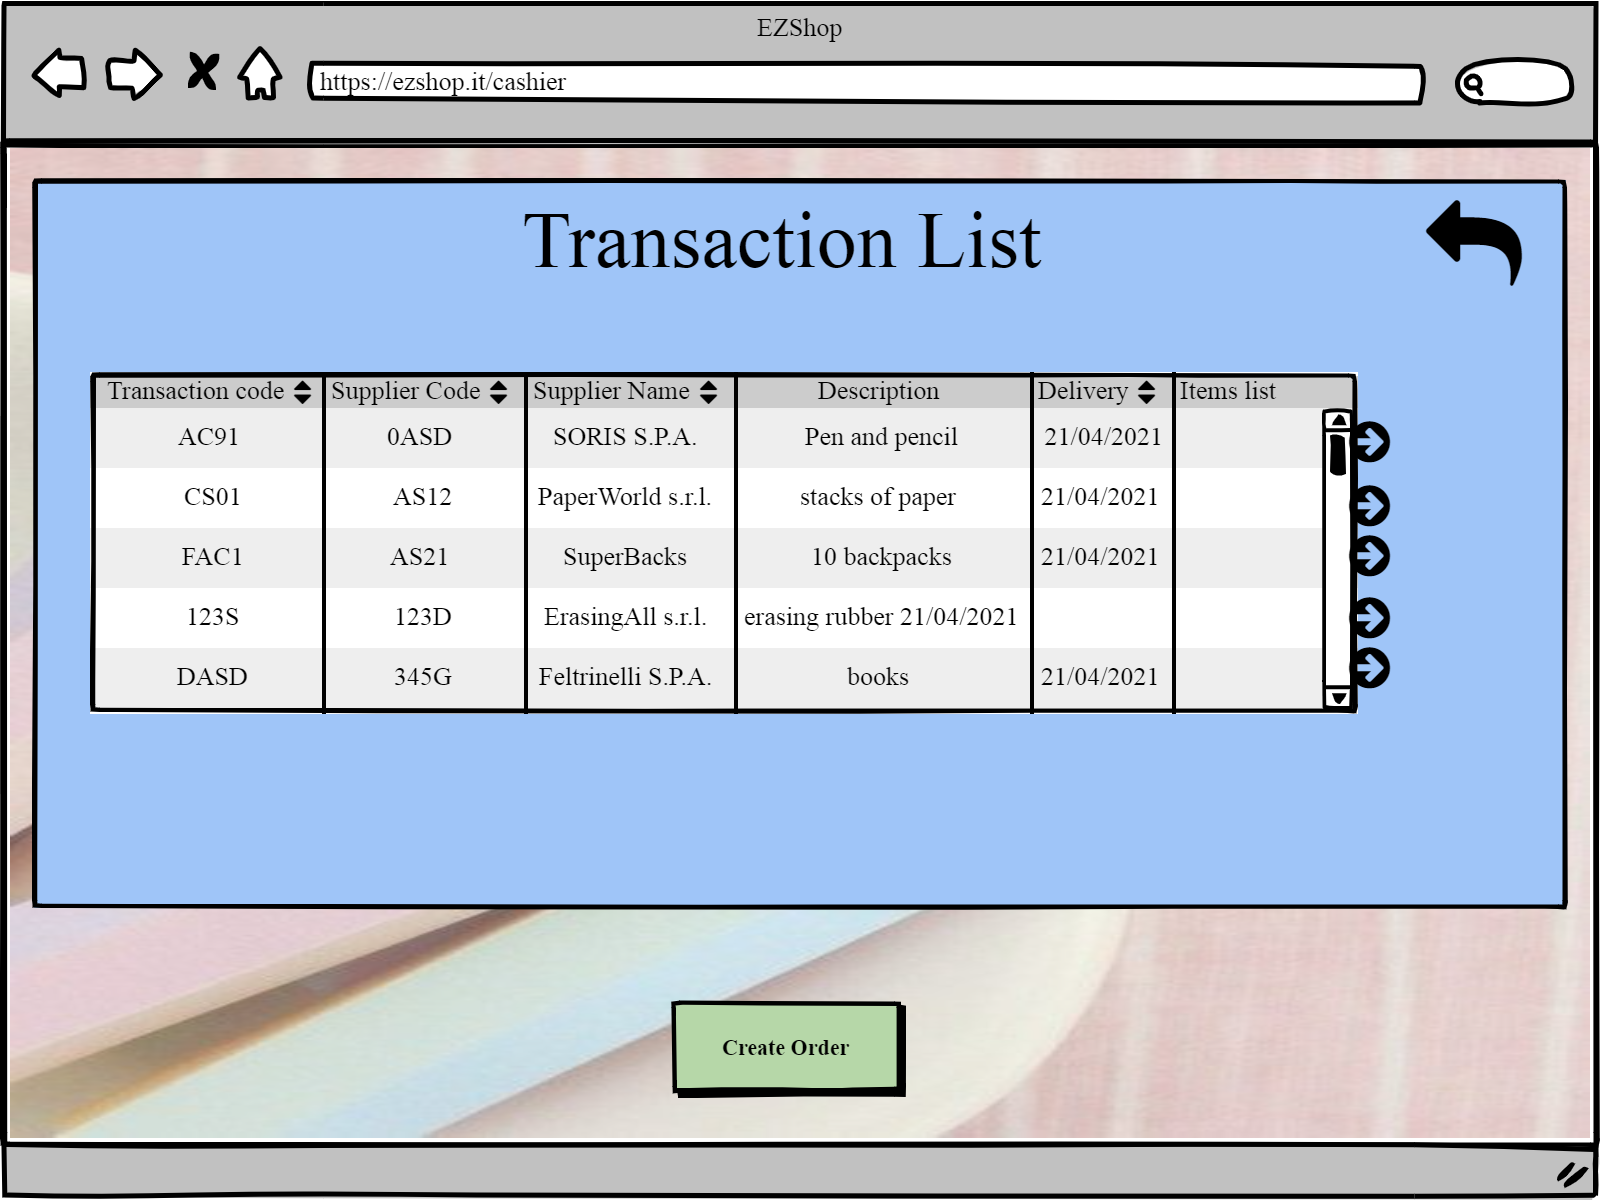 EZShop
https://ezshop.it/cashier
Transaction List
Transaction code Supplier Code Supplier Name Description Delivery Items list
AC91 0ASD SORIS S.P.A. Pen and pencil 21/04/2021
CS01 AS12 PaperWorld s.r.l. stacks of paper 21/04/2021
FAC1 AS21 SuperBacks 10 backpacks 21/04/2021
123S 123D ErasingAll s.r.l. erasing rubber 21/04/2021
DASD 345G Feltrinelli S.P.A. books 21/04/2021
Create Order